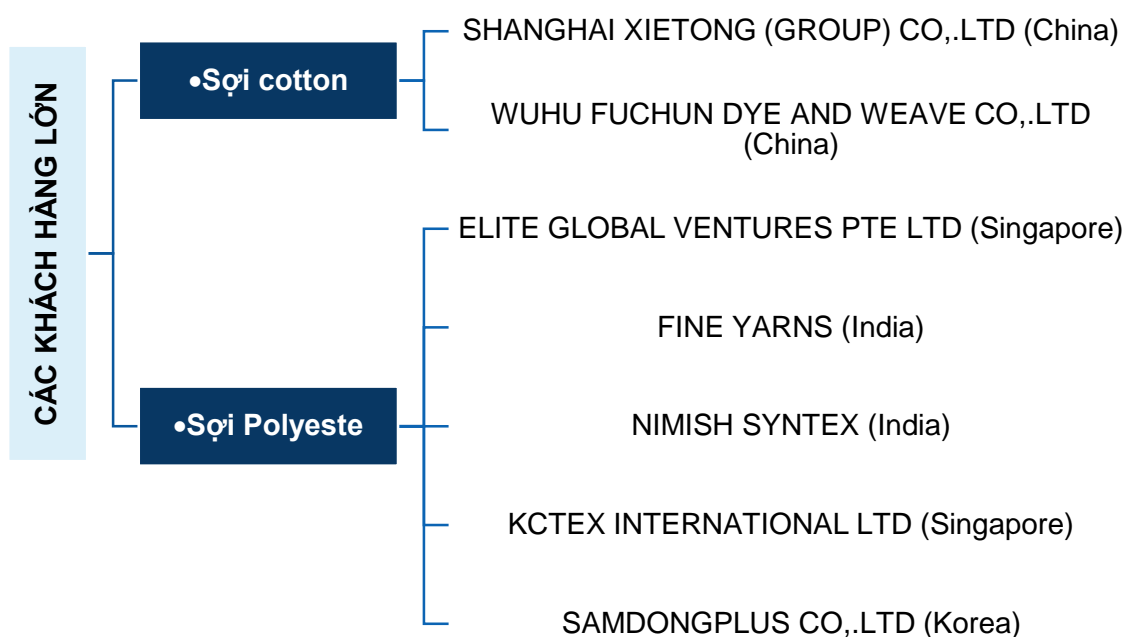 CÁC KHÁCH HÀNG LỚN
•Sợi cotton
SHANGHAI XIETONG (GROUP) CO,.LTD (China)
WUHU FUCHUN DYE AND WEAVE CO,.LTD
(China)
•Sợi Polyeste
ELITE GLOBAL VENTURES PTE LTD (Singapore)
FINE YARNS (India)
NIMISH SYNTEX (India)
KCTEX INTERNATIONAL LTD (Singapore)
SAMDONGPLUS CO,.LTD (Korea)